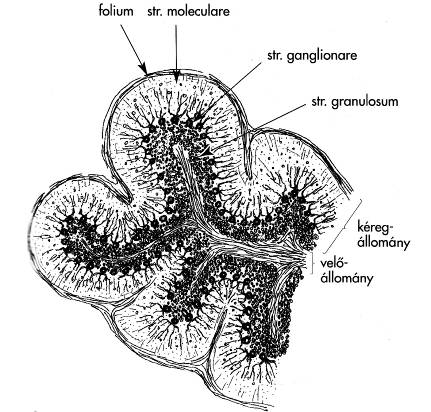 folium
str. moleculare
str. ganglionare
str. granulosum
kéreg-
állomány
velő-
állomány